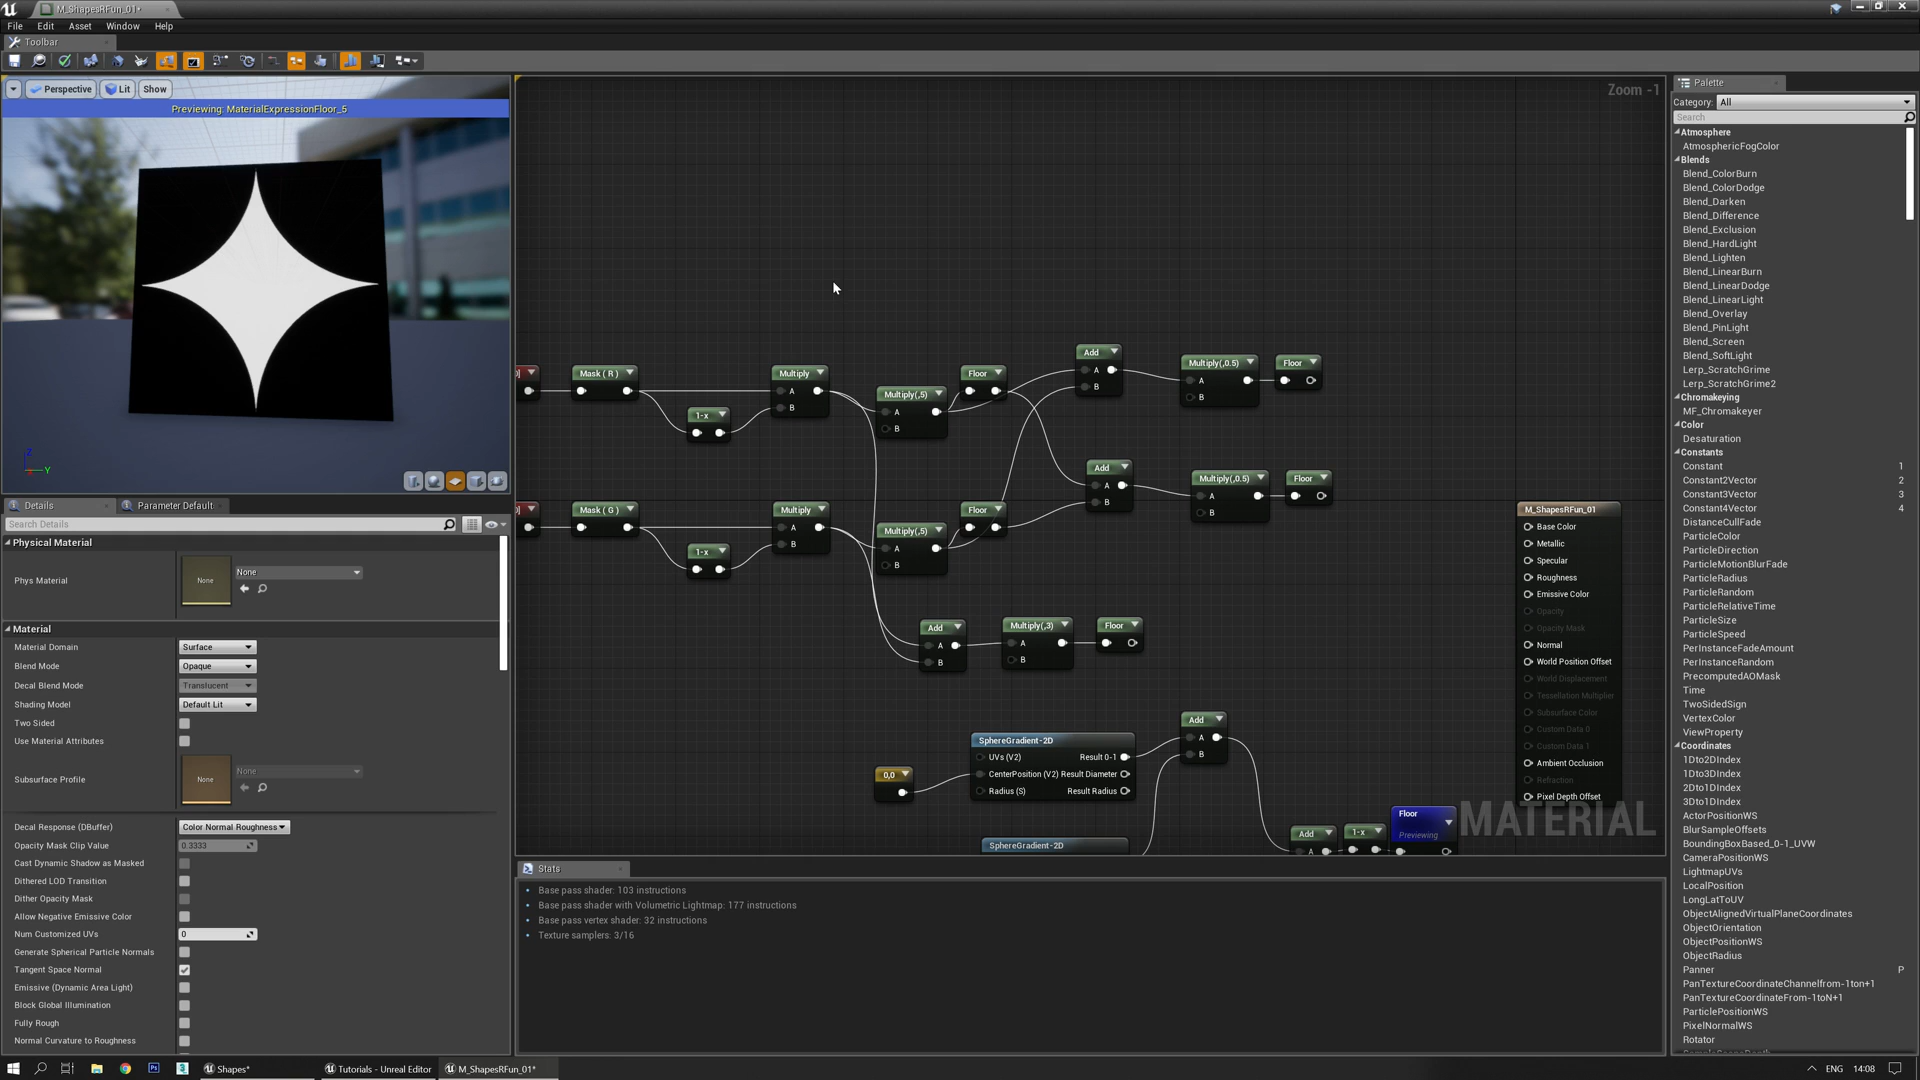 M_ShapesRFun_01*
File Edit Asset Window Help
Toolbar
Perspective Lit Show
Previewing: MaterialExpressionFloor_5
Z
Y
Details
Parameter Default
Search Details
Physical Material
Phys Material
None
None
Material
Material Domain
Surface
Blend Mode
Opaque
Decal Blend Mode
Translucent
Shading Model
Default Lit
Two Sided
Use Material Attributes
Subsurface Profile
None
None
Decal Response (DBuffer)
Color Normal Roughness
Opacity Mask Clip Value
0.3333
Cast Dynamic Shadow as Masked
Dithered LOD Transition
Dither Opacity Mask
Allow Negative Emissive Color
Num Customized UVs
0
Generate Spherical Particle Normals
Tangent Space Normal
Emissive (Dynamic Area Light)
Block Global Illumination
Fully Rough
Normal Curvature to Roughness
Zoom -1
Mask ( R )
1-x
Multiply
A
B
Multiply(,5)
A
B
Floor
Add
A
B
Multiply(,0.5)
A
B
Floor
Mask ( G )
1-x
Multiply
A
B
Multiply(,5)
A
B
Floor
Add
A
B
Multiply(,0.5)
A
B
Floor
Add
A
B
Multiply(,3)
A
B
Floor
0,0
SphereGradient-2D
UVs (V2) Result 0-1
CenterPosition (V2) Result Diameter
Radius (S) Result Radius
Add
A
B
SphereGradient-2D
Add
A
1-x
Floor
Previewing
M_ShapesRFun_01
Base Color
Metallic
Specular
Roughness
Emissive Color
Opacity
Opacity Mask
Normal
World Position Offset
World Displacement
Tessellation Multiplier
Subsurface Color
Custom Data 0
Custom Data 1
Ambient Occlusion
Refraction
Pixel Depth Offset
MATERIAL
Stats
Base pass shader: 103 instructions
Base pass shader with Volumetric Lightmap: 177 instructions
Base pass vertex shader: 32 instructions
Texture samplers: 3/16
Palette
Category: All
Search
Atmosphere
AtmosphericFogColor
Blends
Blend_ColorBurn
Blend_ColorDodge
Blend_Darken
Blend_Difference
Blend_Exclusion
Blend_HardLight
Blend_Lighten
Blend_LinearBurn
Blend_LinearDodge
Blend_LinearLight
Blend_Overlay
Blend_PinLight
Blend_Screen
Blend_SoftLight
Lerp_ScratchGrime
Lerp_ScratchGrime2
Chromakeying
MF_Chromakeyer
Color
Desaturation
Constants
Constant 1
Constant2Vector 2
Constant3Vector 3
Constant4Vector 4
DistanceCullFade
ParticleColor
ParticleDirection
ParticleMotionBlurFade
ParticleRadius
ParticleRandom
ParticleRelativeTime
ParticleSize
ParticleSpeed
PerInstanceFadeAmount
PerInstanceRandom
PrecomputedAOMask
Time
TwoSidedSign
VertexColor
ViewProperty
Coordinates
1Dto2DIndex
1Dto3DIndex
2Dto1DIndex
3Dto1DIndex
ActorPositionWS
BlurSampleOffsets
BoundingBoxBased_0-1_UVW
CameraPositionWS
LightmapUVs
LocalPosition
LongLatToUV
ObjectAlignedVirtualPlaneCoordinates
ObjectOrientation
ObjectPositionWS
ObjectRadius
Panner P
PanTextureCoordinateChannelfrom-1ton+1
PanTextureCoordinateFrom-1toN+1
ParticlePositionWS
PixelNormalWS
Rotator
Shapes*
Tutorials - Unreal Editor
M_ShapesRFun_01*
ENG 14:08